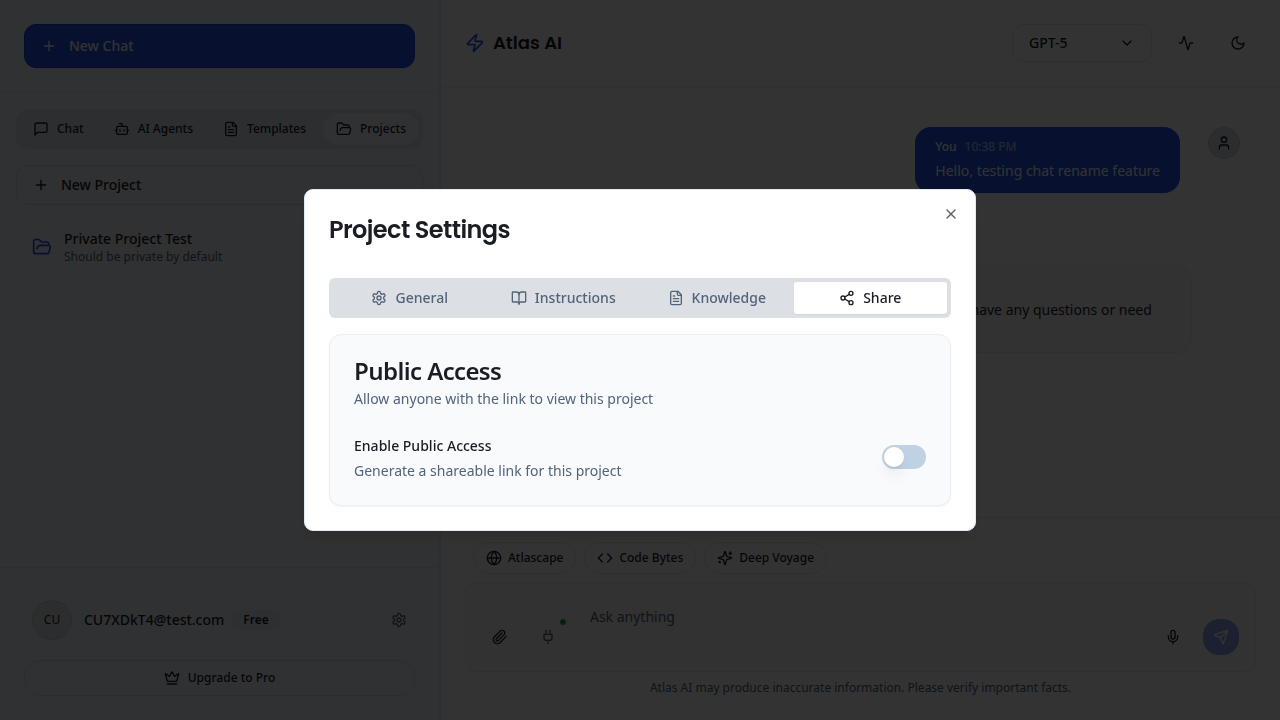 New Chat
Chat
AI Agents
Templates
Projects
New Project
Private Project Test
Should be private by default
CU
CU7XDkT4@test.com
Free
Upgrade to Pro
Atlas AI
GPT-5
You 10:38 PM
Hello, testing chat rename feature
have any questions or need
Project Settings
General
Instructions
Knowledge
Share
Public Access
Allow anyone with the link to view this project
Enable Public Access
Generate a shareable link for this project
Atlascape
Code Bytes
Deep Voyage
Ask anything
Atlas AI may produce inaccurate information. Please verify important facts.